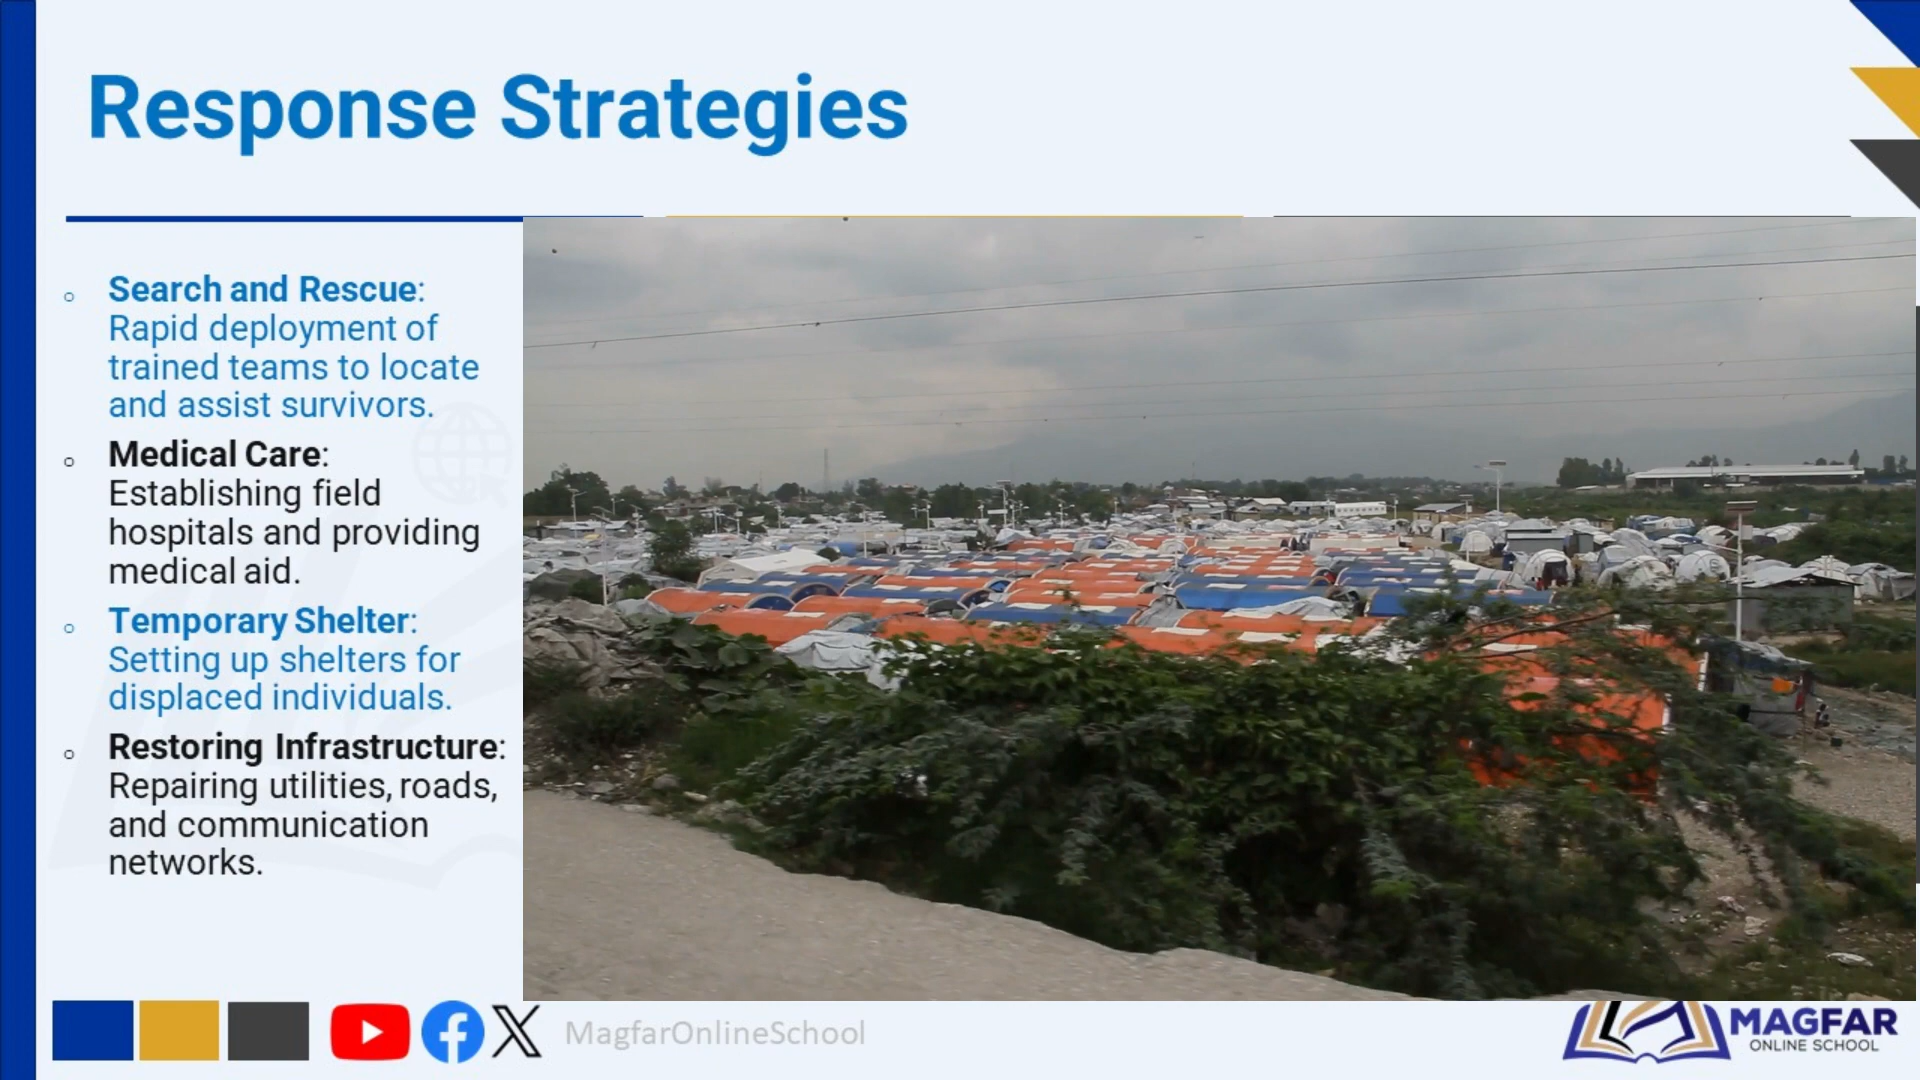 Response Strategies
Search and Rescue:
Rapid deployment of
trained teams to locate
and assist survivors.
Medical Care:
Establishing field
hospitals and providing
medical aid.
Temporary Shelter:
Setting up shelters for
displaced individuals.
Restoring Infrastructure:
Repairing utilities, roads,
and communication
networks.
MagfarOnlineSchool
MAGFAR
ONLINE SCHOOL